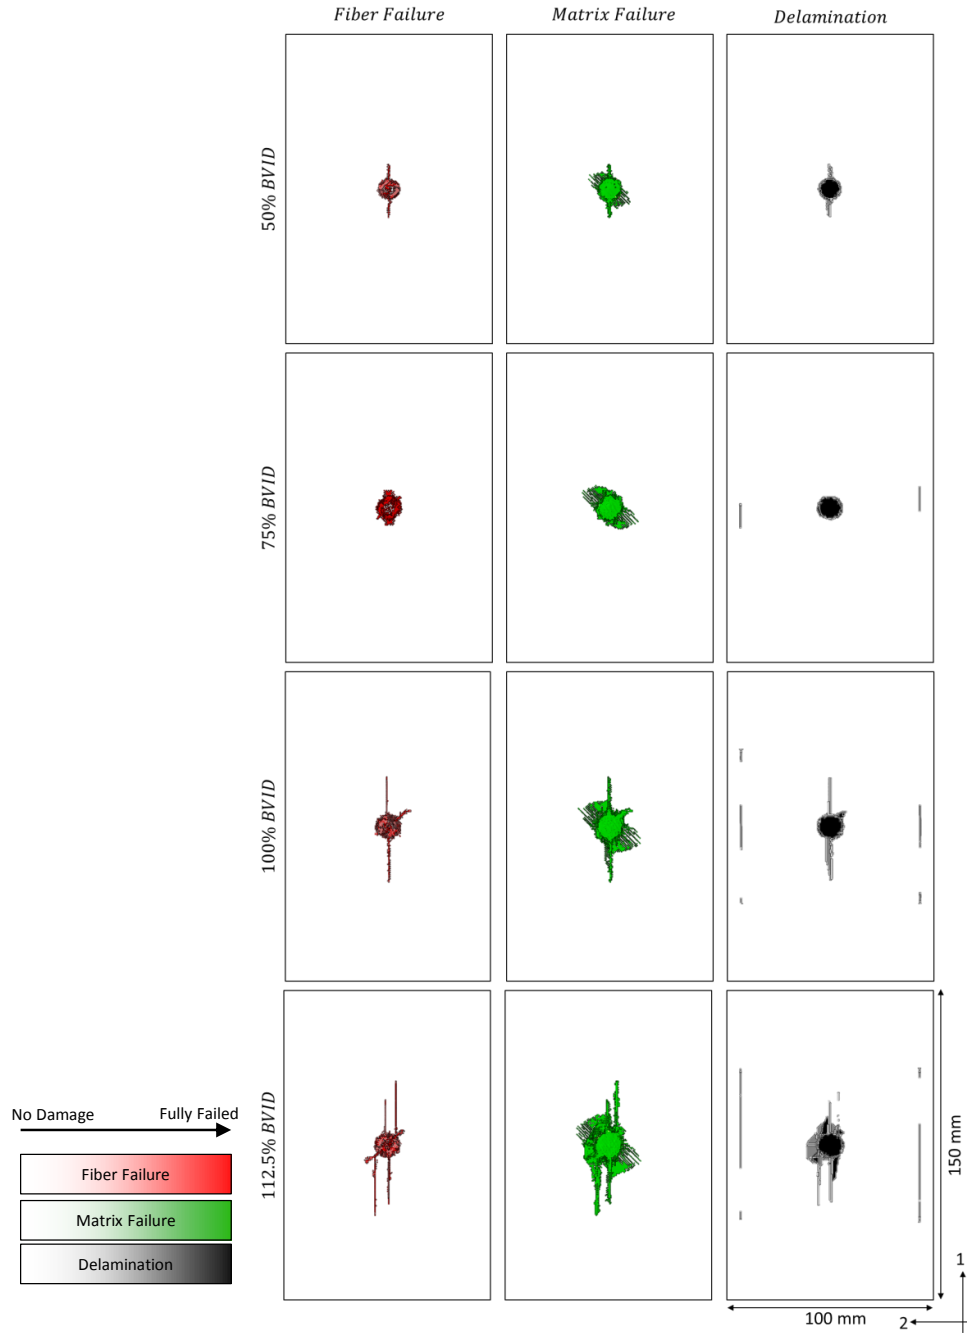 Fiber Failure
Matrix Failure
Delamination
50% BVID
75% BVID
100% BVID
112.5% BVID
No Damage
Fully Failed
Fiber Failure
Matrix Failure
Delamination
150 mm
100 mm
1
2